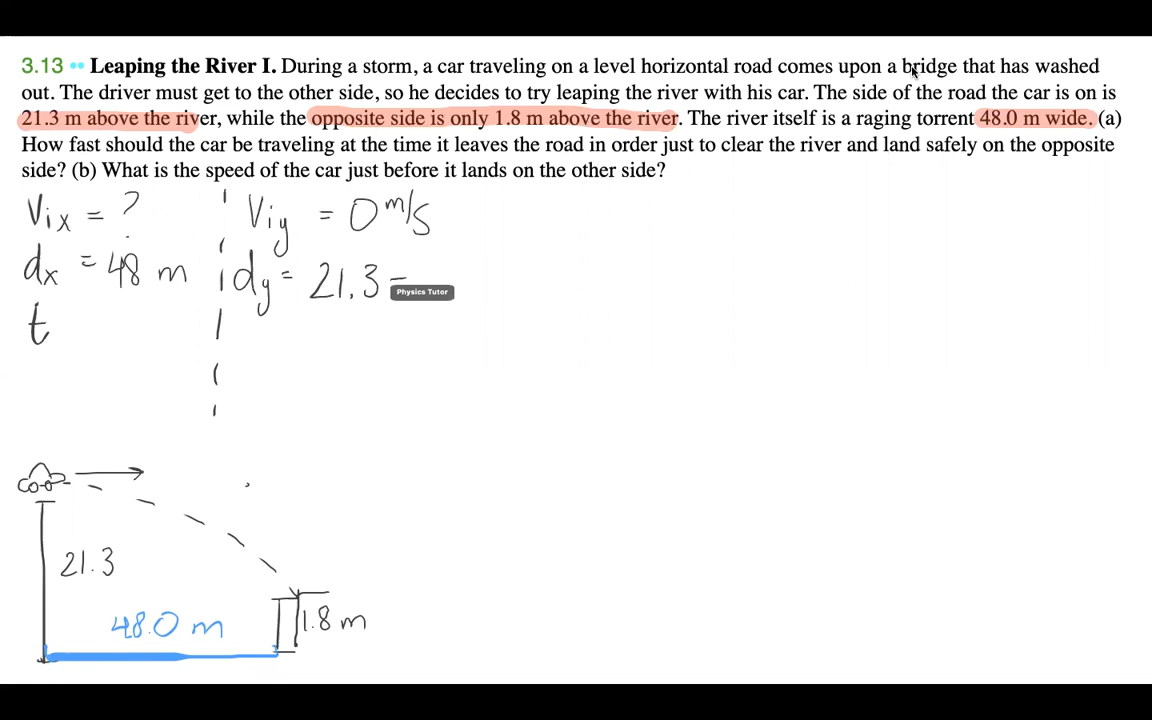 3.13 •• Leaping the River I. During a storm, a car traveling on a level horizontal road comes upon a bridge that has washed
out. The driver must get to the other side, so he decides to try leaping the river with his car. The side of the road the car is on is
21.3 m above the river, while the opposite side is only 1.8 m above the river. The river itself is a raging torrent 48.0 m wide. (a)
How fast should the car be traveling at the time it leaves the road in order just to clear the river and land safely on the opposite
side? (b) What is the speed of the car just before it lands on the other side?
Vix = ?
Viy = 0 m/s
dx = 48 m
dy = 21.3 -
Physics Tutor
t
21.3
48.0 m
1.8 m